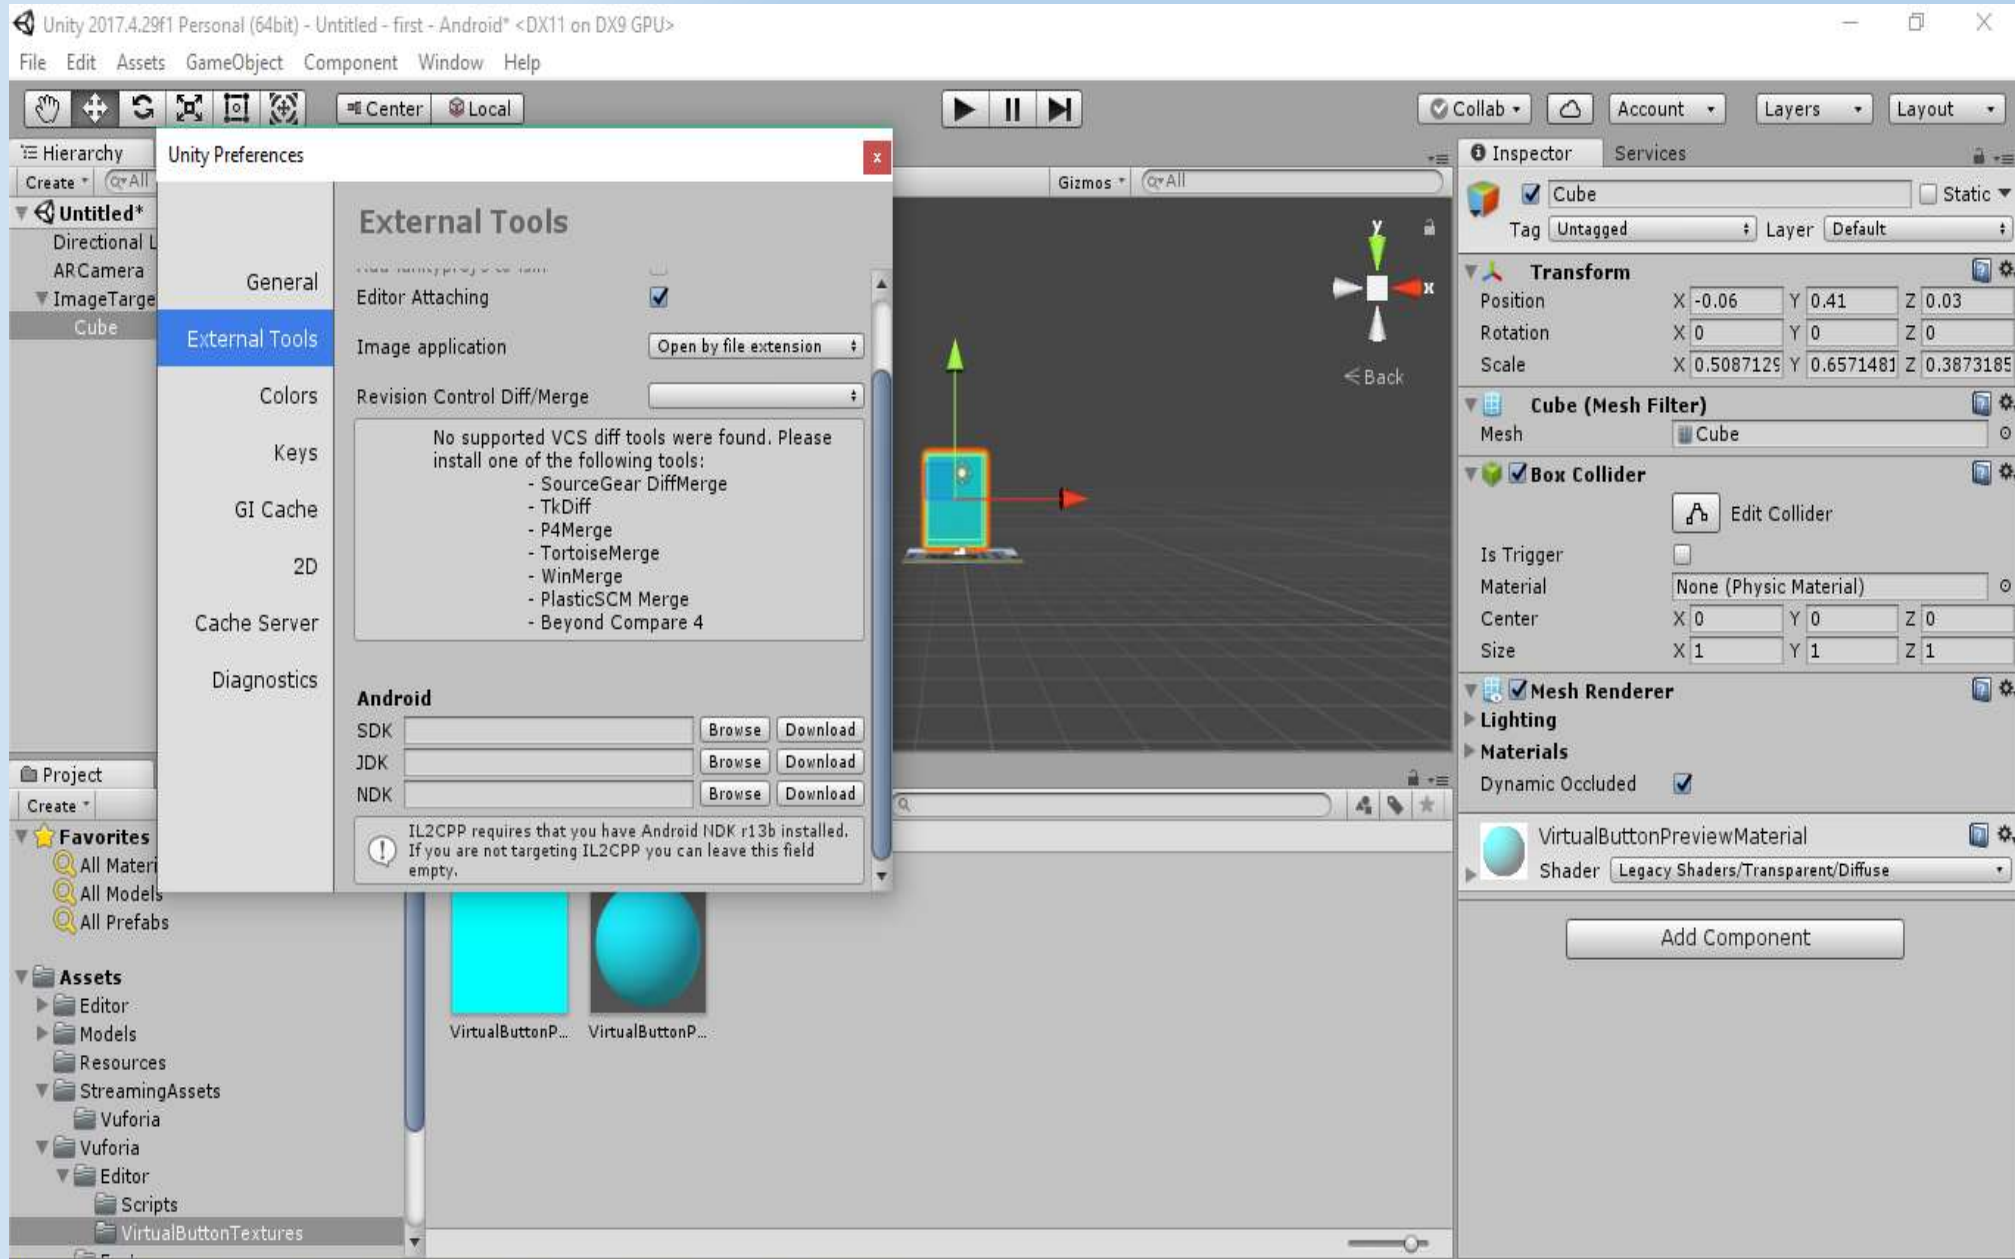 Unity 2017.4.29f1 Personal (64bit) - Untitled - first - Android* <DX11 on DX9 GPU>
File Edit Assets GameObject Component Window Help
Center Local Collab Account Layers Layout
Hierarchy
Create All
Untitled*
Directional L
ARCamera
ImageTarge
Cube
Unity Preferences
x
General
External Tools
Colors
Keys
GI Cache
2D
Cache Server
Diagnostics
External Tools
Editor Attaching
Image application Open by file extension
Revision Control Diff/Merge
No supported VCS diff tools were found. Please
install one of the following tools:
- SourceGear DiffMerge
- TkDiff
- P4Merge
- TortoiseMerge
- WinMerge
- PlasticSCM Merge
- Beyond Compare 4
Android
SDK Browse Download
JDK Browse Download
NDK Browse Download
IL2CPP requires that you have Android NDK r13b installed.
If you are not targeting IL2CPP you can leave this field
empty.
Gizmos All
y
x
Back
Inspector Services
Cube Static
Tag Untagged Layer Default
Transform
Position X -0.06 Y 0.41 Z 0.03
Rotation X 0 Y 0 Z 0
Scale X 0.5087129 Y 0.6571481 Z 0.3873185
Cube (Mesh Filter)
Mesh Cube
Box Collider
Edit Collider
Is Trigger
Material None (Physic Material)
Center X 0 Y 0 Z 0
Size X 1 Y 1 Z 1
Mesh Renderer
Lighting
Materials
Dynamic Occluded
VirtualButtonPreviewMaterial
Shader Legacy Shaders/Transparent/Diffuse
Add Component
Project
Create
Favorites
All Materi
All Models
All Prefabs
Assets
Editor
Models
Resources
StreamingAssets
Vuforia
Vuforia
Editor
Scripts
VirtualButtonTextures
VirtualButtonP... VirtualButtonP...